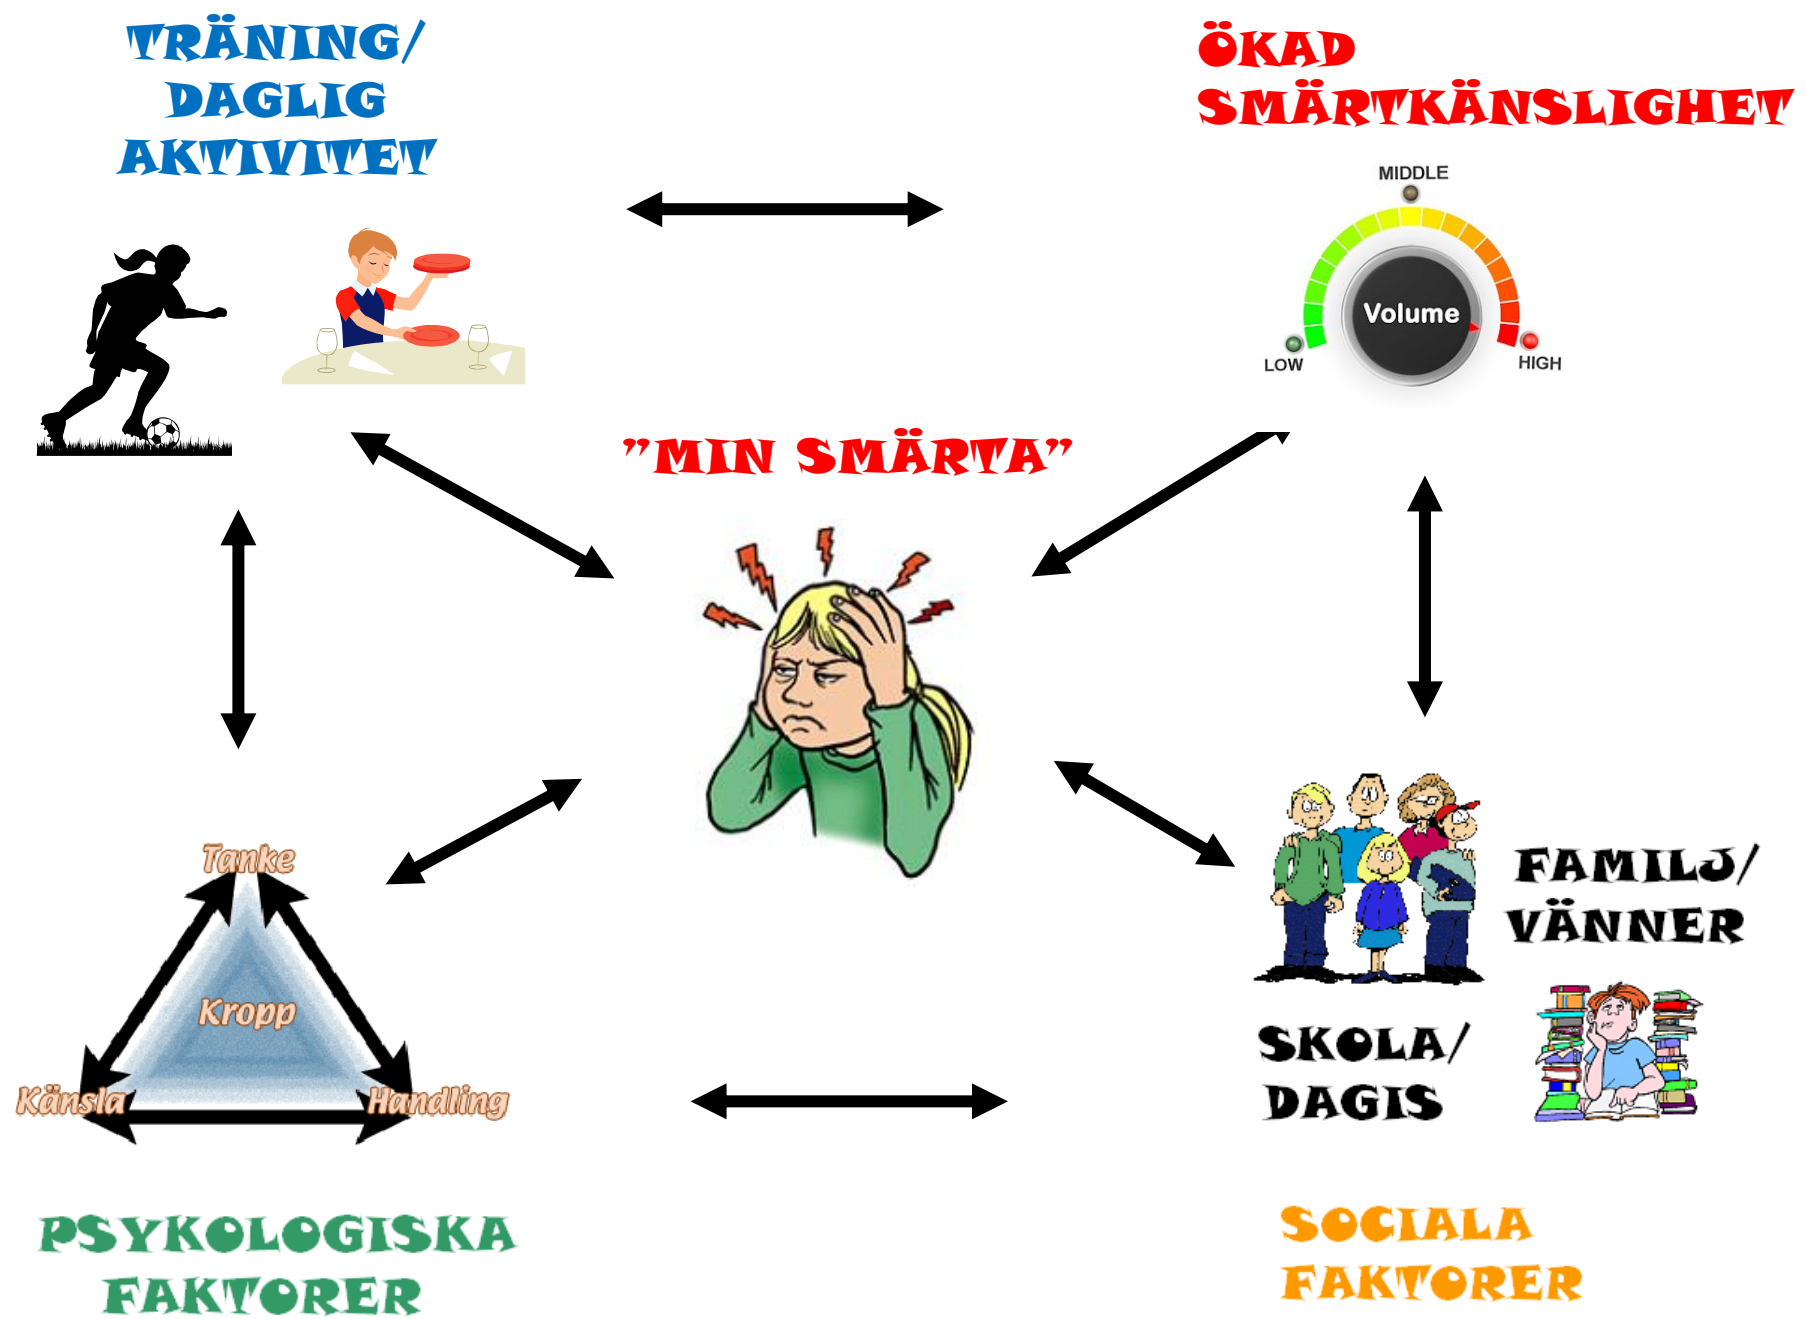 TRÄNING/
DAGLIG
AKTIVITET
ÖKAD
SMÄRTKÄNSLIGHET
MIDDLE
Volume
LOW
HIGH
”MIN SMÄRTA”
Tanke
Kropp
Känsla
Handling
FAMILJ/
VÄNNER
SKOLA/
DAGIS
PSYKOLOGISKA
FAKTORER
SOCIALA
FAKTORER